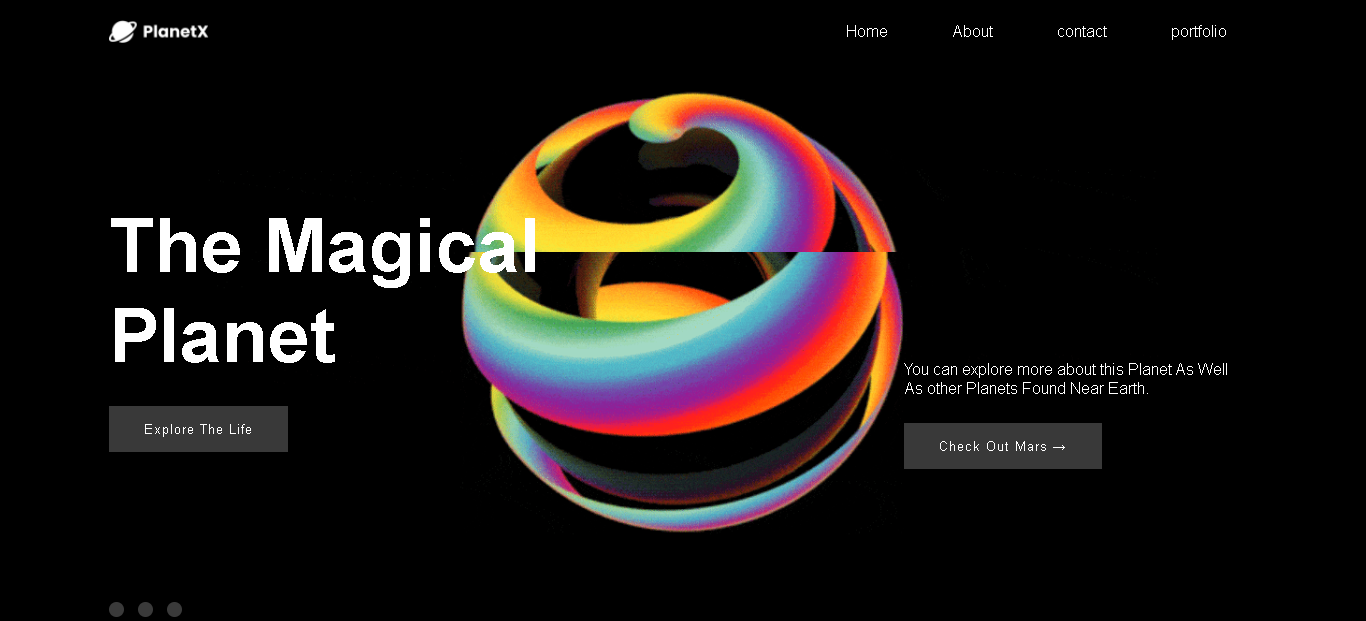 PlanetX
Home About contact portfolio
The Magical
Planet
Explore The Life
You can explore more about this Planet As Well
As other Planets Found Near Earth.
Check Out Mars →